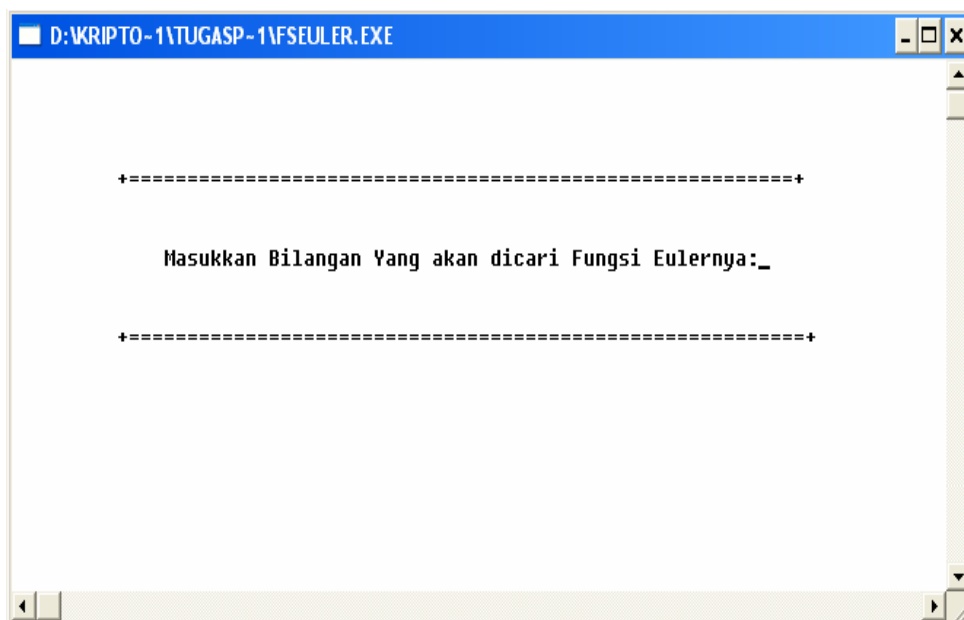 D:\KRIPTO~1\TUGASP~1\FSEULER.EXE
+=========================================================+
Masukkan Bilangan Yang akan dicari Fungsi Eulernya:_
+==========================================================+